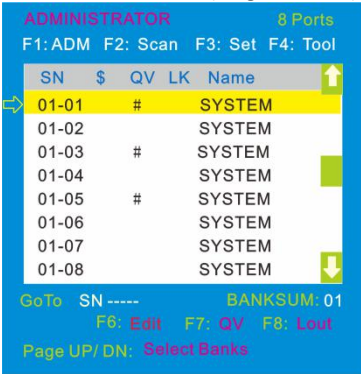 ADMINISTRATOR 8 Ports
F1: ADM F2: Scan F3: Set F4: Tool
SN $ QV LK Name
01-01 # SYSTEM
01-02 SYSTEM
01-03 # SYSTEM
01-04 SYSTEM
01-05 # SYSTEM
01-06 SYSTEM
01-07 SYSTEM
01-08 SYSTEM
GoTo SN ----- BANKSUM: 01
F6: Edit F7: QV F8: Lout
Page UP/ DN: Select Banks